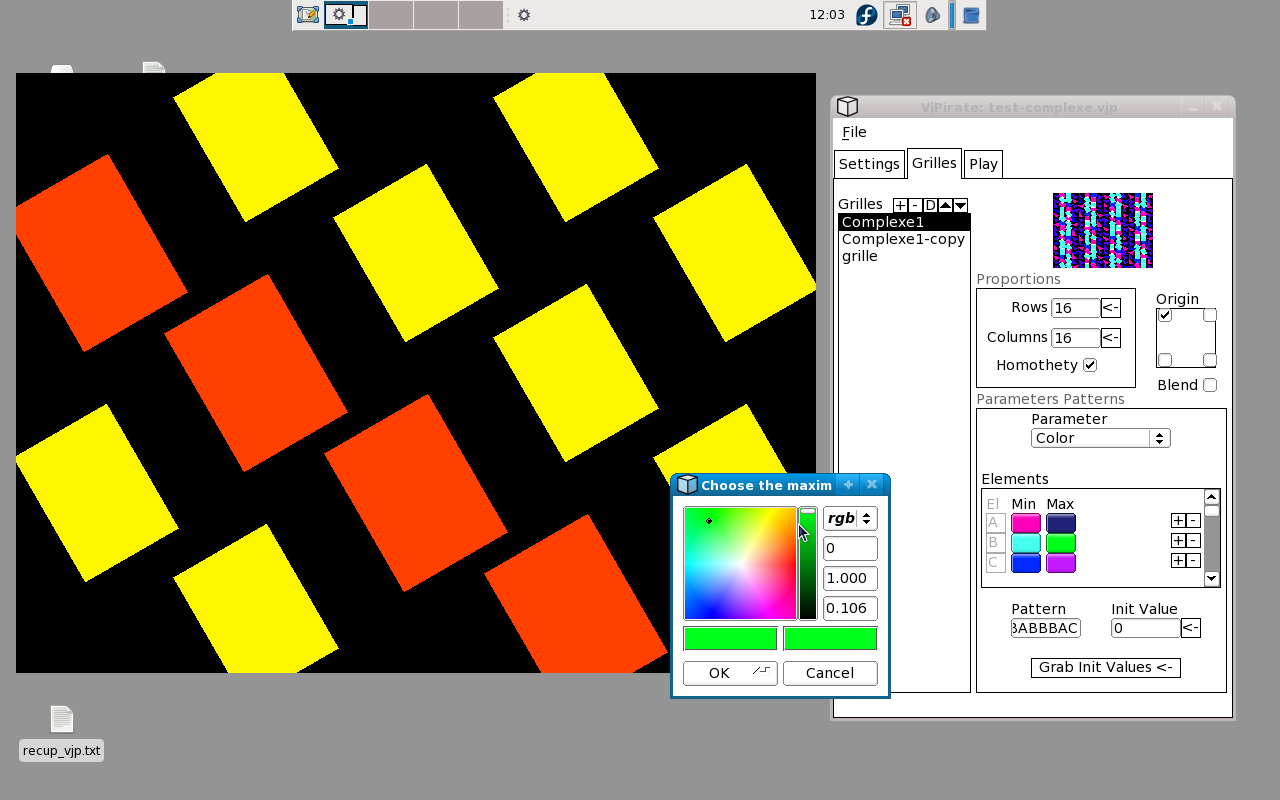 12:03
VjPirate: test-complexe.vjp
File
Settings Grilles Play
Grilles + - D
Complexe1
Complexe1-copy
grille
Proportions
Rows 16 <-
Columns 16 <-
Homothety
Origin
Blend
Parameters Patterns
Parameter
Color
Elements
El Min Max
A + -
B + -
C + -
Pattern Init Value
BABBBAC 0 <-
Grab Init Values <-
Choose the maxim
rgb
0
1.000
0.106
OK Cancel
recup_vjp.txt